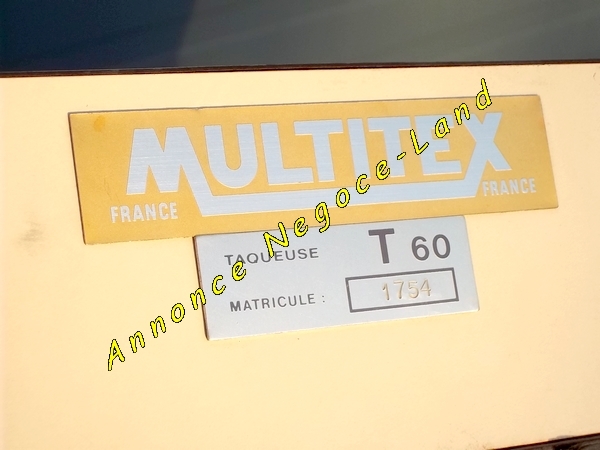 MULTITEX
FRANCE FRANCE
TAQUEUSE T 60
MATRICULE : 1754
Annonce Negoce-Land